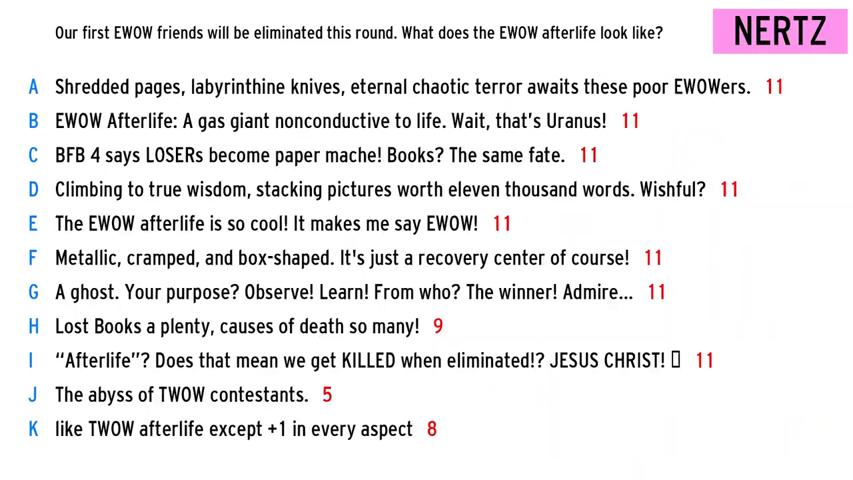 Our first EWOW friends will be eliminated this round. What does the EWOW afterlife look like?
NERTZ
A Shredded pages, labyrinthine knives, eternal chaotic terror awaits these poor EWOWers. 11
B EWOW Afterlife: A gas giant nonconductive to life. Wait, that's Uranus! 11
C BFB 4 says LOSERs become paper mache! Books? The same fate. 11
D Climbing to true wisdom, stacking pictures worth eleven thousand words. Wishful? 11
E The EWOW afterlife is so cool! It makes me say EWOW! 11
F Metallic, cramped, and box-shaped. It's just a recovery center of course! 11
G A ghost. Your purpose? Observe! Learn! From who? The winner! Admire... 11
H Lost Books a plenty, causes of death so many! 9
I “Afterlife”? Does that mean we get KILLED when eliminated!? JESUS CHRIST! 11
J The abyss of TWOW contestants. 5
K like TWOW afterlife except +1 in every aspect 8